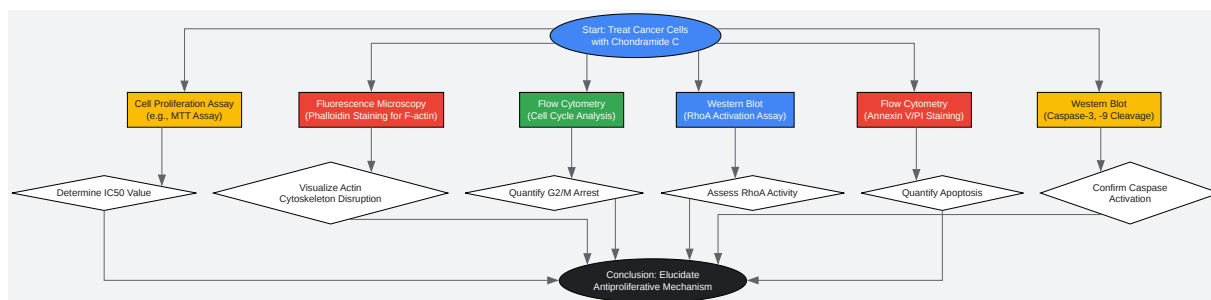 Start: Treat Cancer Cells
with Chondramide C
Cell Proliferation Assay
(e.g., MTT Assay)
Fluorescence Microscopy
(Phalloidin Staining for F-actin)
Flow Cytometry
(Cell Cycle Analysis)
Western Blot
(RhoA Activation Assay)
Flow Cytometry
(Annexin V/PI Staining)
Western Blot
(Caspase-3, -9 Cleavage)
Determine IC50 Value
Visualize Actin
Cytoskeleton Disruption
Quantify G2/M Arrest
Assess RhoA Activity
Quantify Apoptosis
Confirm Caspase
Activation
Conclusion: Elucidate
Antiproliferative Mechanism